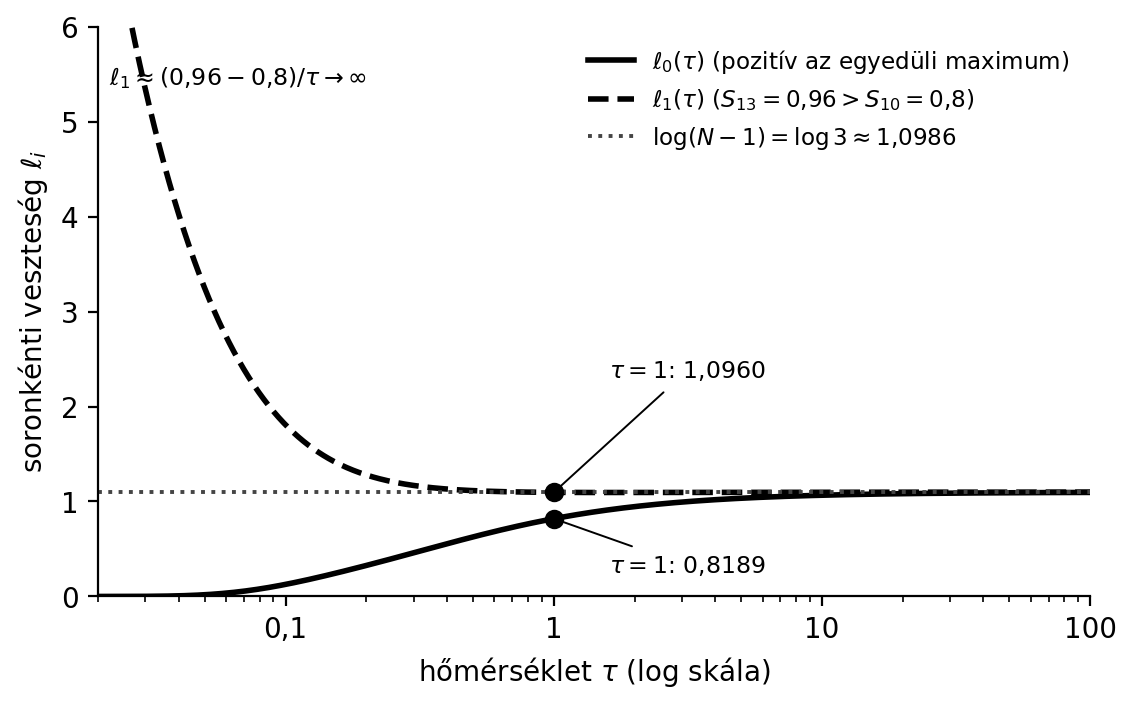 6
ℓ₁ ≈ (0,96 − 0,8)/τ → ∞
ℓ₀(τ) (pozitív az egyedüli maximum)
ℓ₁(τ) (S₁₃ = 0,96 > S₁₀ = 0,8)
log(N − 1) = log 3 ≈ 1,0986
5
4
3
2
1
0
soronkénti veszteség ℓᵢ
τ = 1: 1,0960
τ = 1: 0,8189
0,1
1
10
100
hőmérséklet τ (log skála)